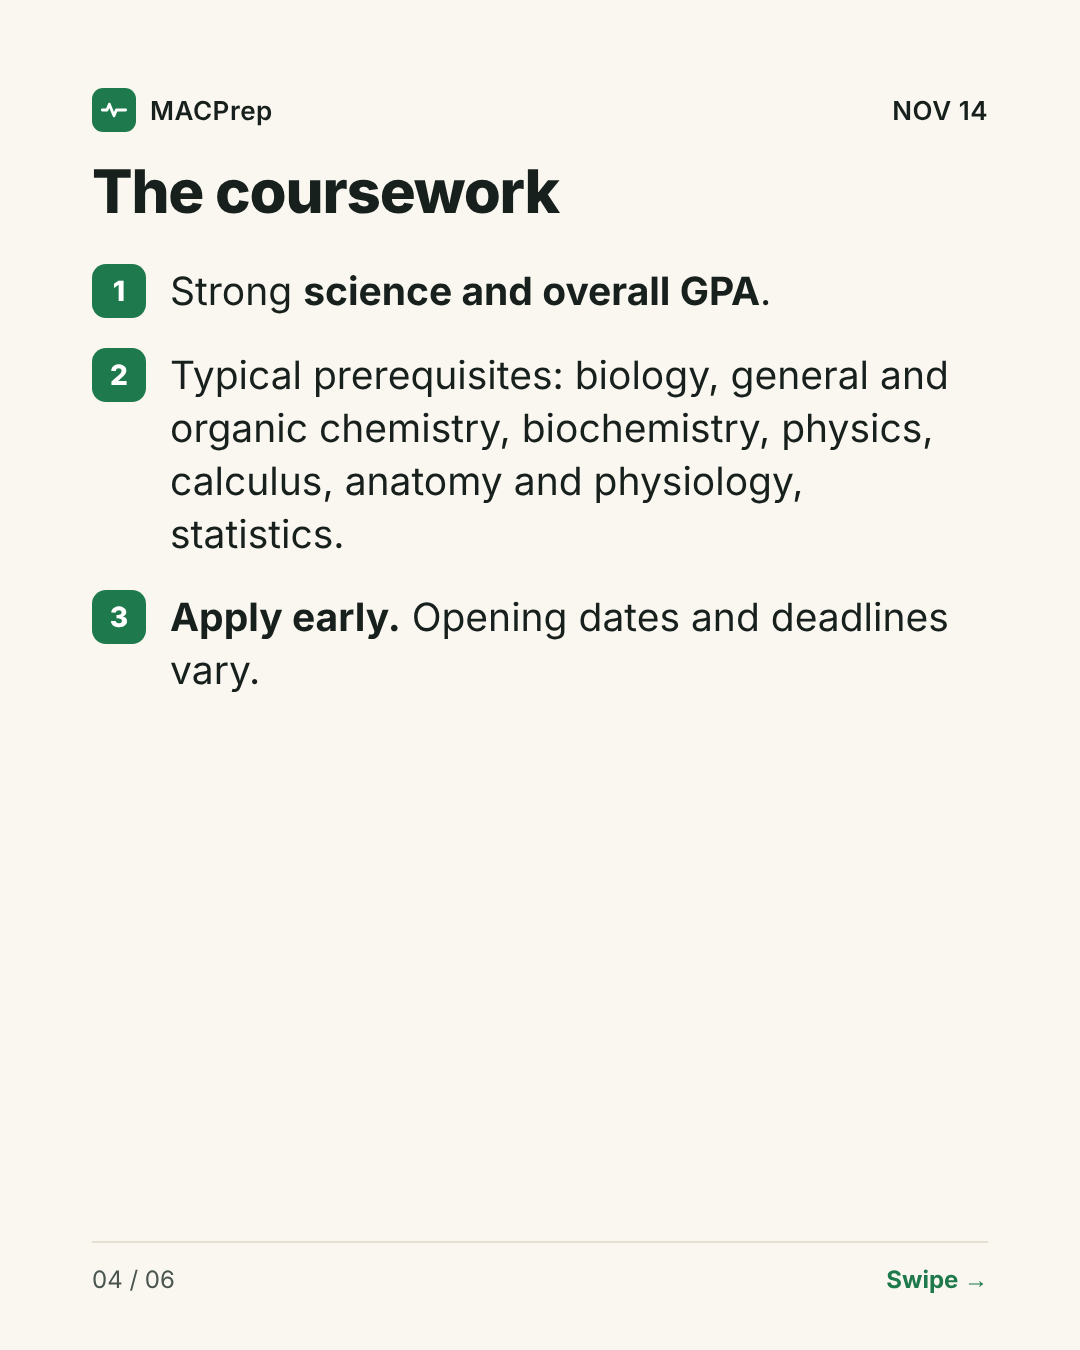 MACPrep
NOV 14
The coursework
1 Strong science and overall GPA.
2 Typical prerequisites: biology, general and
organic chemistry, biochemistry, physics,
calculus, anatomy and physiology,
statistics.
3 Apply early. Opening dates and deadlines
vary.
04 / 06
Swipe →